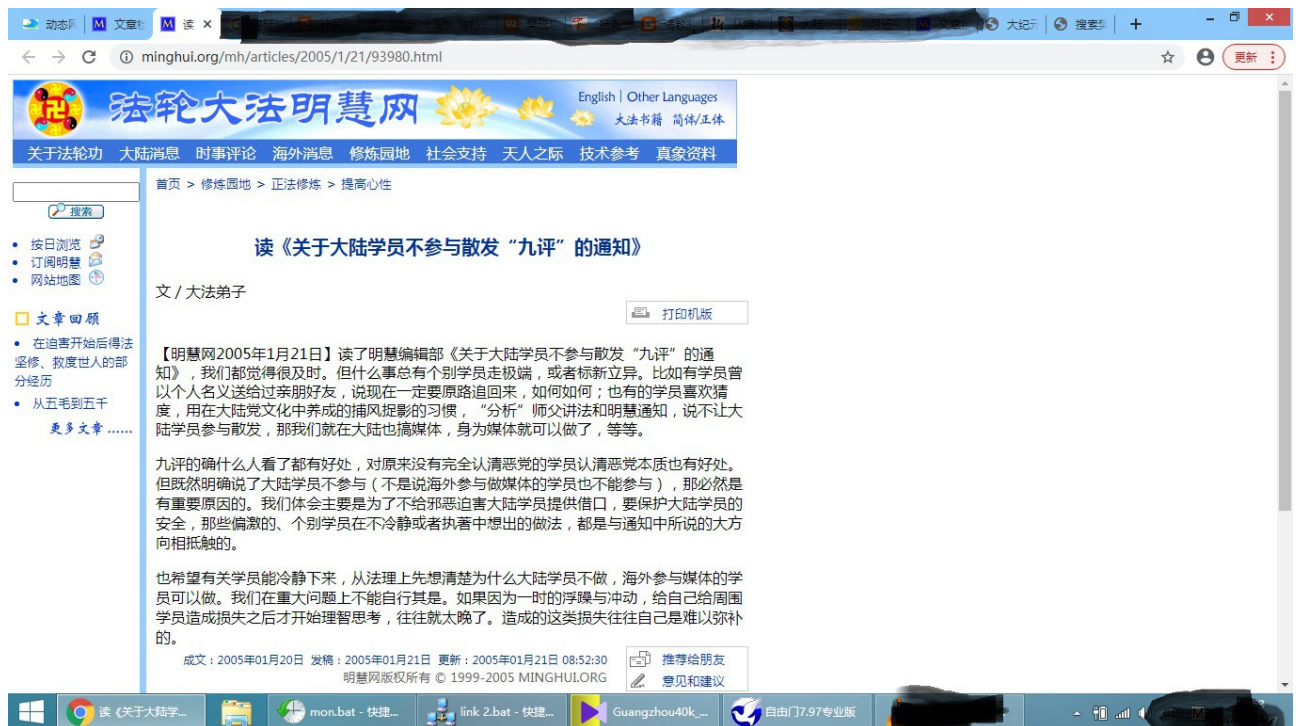 动态网
文章
读
大纪元
搜索
minghui.org/mh/articles/2005/1/21/93980.html
更新
法轮大法明慧网
English | Other Languages
大法书籍 简体/正体
关于法轮功 大陆消息 时事评论 海外消息 修炼园地 社会支持 天人之际 技术参考 真象资料
首页 > 修炼园地 > 正法修炼 > 提高心性
搜索
按日浏览
订阅明慧
网站地图
文章回顾
在迫害开始后得法
坚修、救度世人的部
分经历
从五毛到五千
更多文章 ......
读《关于大陆学员不参与散发“九评”的通知》
文 / 大法弟子
打印机版
【明慧网2005年1月21日】读了明慧编辑部《关于大陆学员不参与散发“九评”的通
知》，我们都觉得很及时。但什么事总有个别学员走极端，或者标新立异。比如有学员曾
以个人名义送给过亲朋好友，说现在一定要原路追回来，如何如何；也有的学员喜欢猜
度，用在大陆党文化中养成的捕风捉影的习惯，“分析”师父讲法和明慧通知，说不让大
陆学员参与散发，那我们就在大陆也搞媒体，身为媒体就可以做了，等等。
九评的确什么人看了都有好处，对原来没有完全认清恶党的学员认清恶党本质也有好处。
但既然明确说了大陆学员不参与（不是说海外参与做媒体的学员也不能参与），那必然是
有重要原因的。我们体会主要是为了不给邪恶迫害大陆学员提供借口，要保护大陆学员的
安全，那些偏激的、个别学员在不冷静或者执著中想出的做法，都是与通知中所说的大方
向相抵触的。
也希望有关学员能冷静下来，从法理上先想清楚为什么大陆学员不做，海外参与媒体的学
员可以做。我们在重大问题上不能自行其是。如果因为一时的浮躁与冲动，给自己给周围
学员造成损失之后才开始理智思考，往往就太晚了。造成的这类损失往往自己是难以弥补
的。
成文：2005年01月20日 发稿：2005年01月21日 更新：2005年01月21日 08:52:30
明慧网版权所有 © 1999-2005 MINGHUI.ORG
推荐给朋友
意见和建议
读《关于大陆学...
mon.bat - 快捷...
link 2.bat - 快捷...
Guangzhou40k_...
自由门7.97专业版